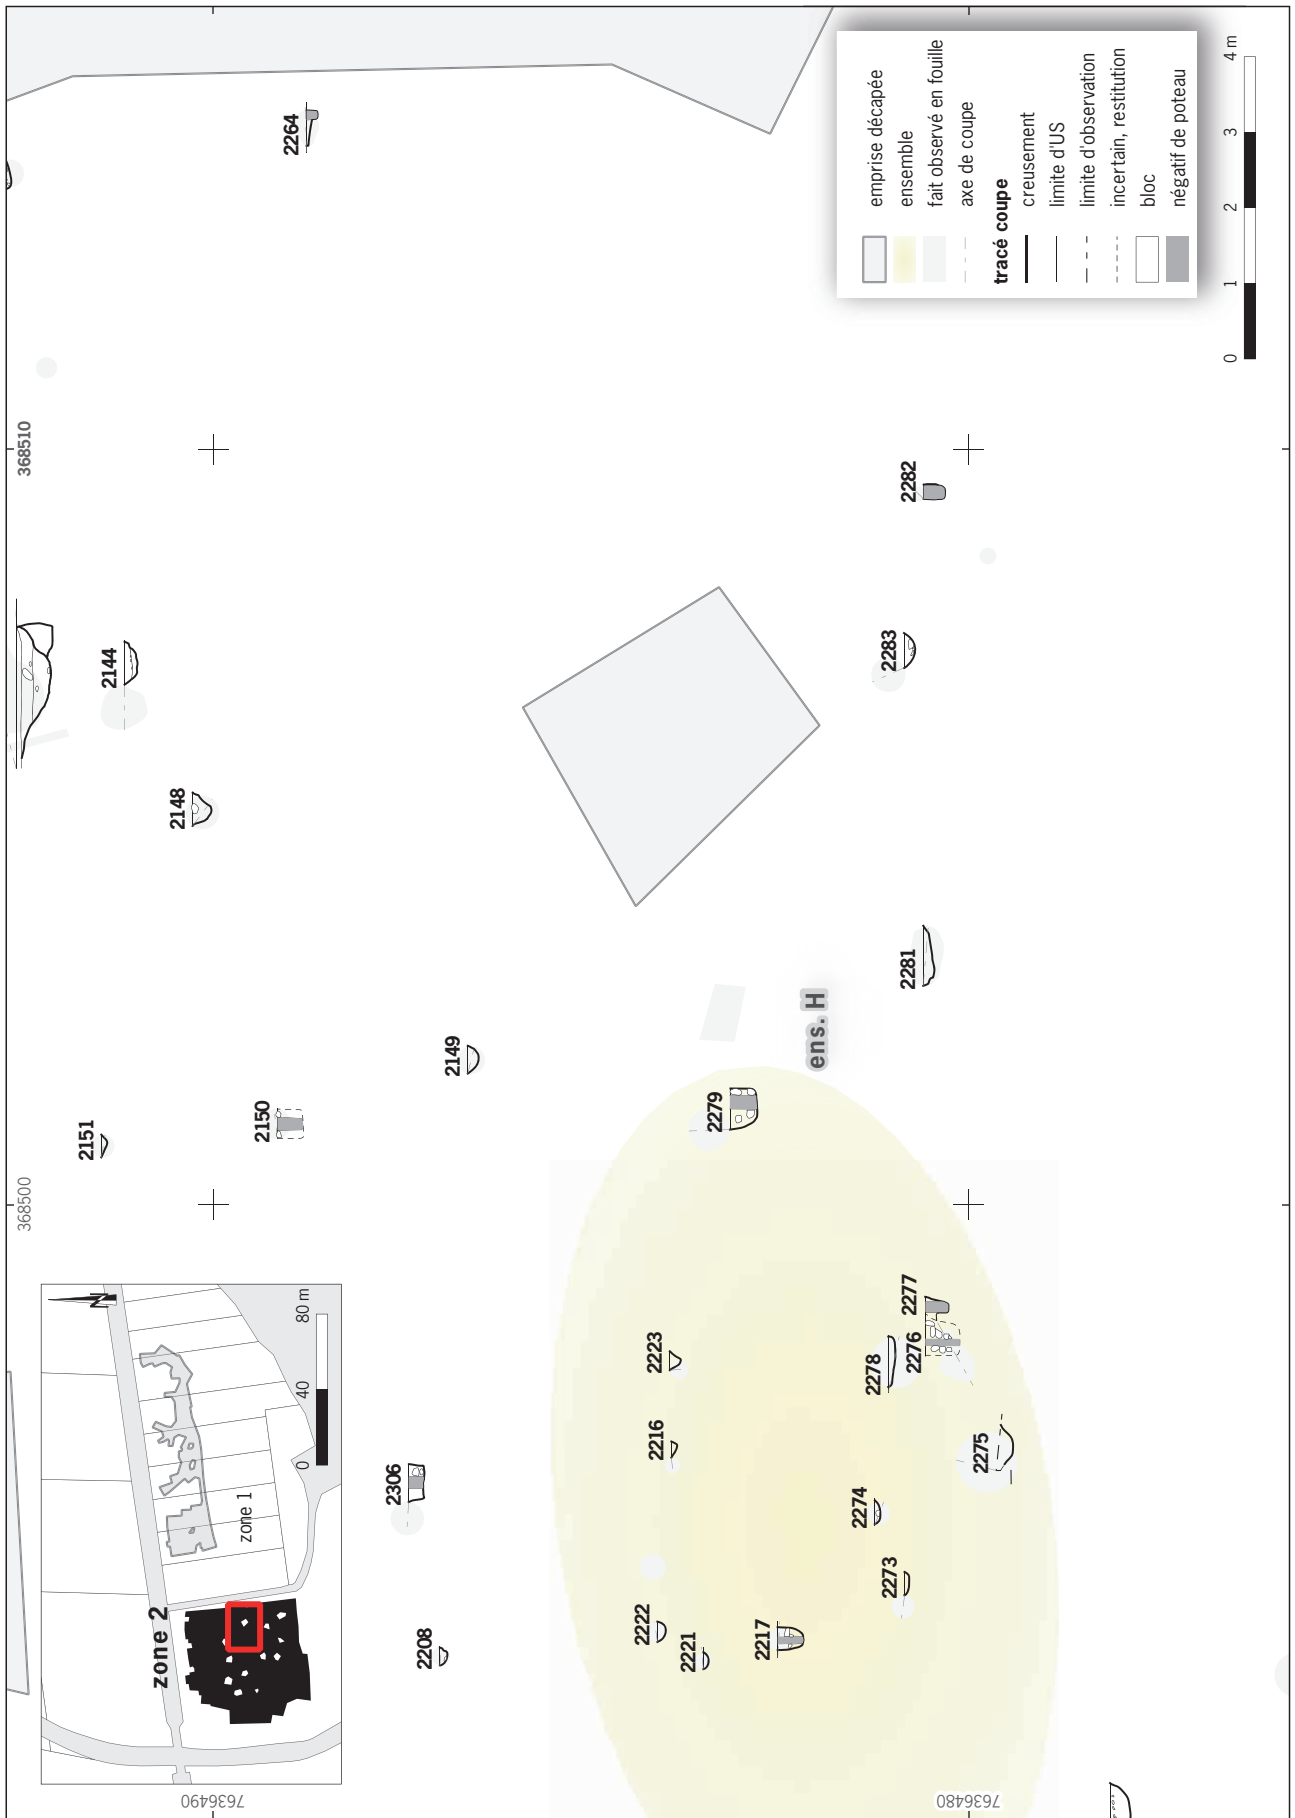 368510
368500
7636490
7636480
2264
2144
2148
2149
2150
2151
2282
2283
2281
ens. H
2279
2277
2276
2278
2275
2274
2273
2223
2216
2222
2221
2217
2306
2208
emprise décapée
ensemble
fait observé en fouille
axe de coupe
tracé coupe
creusement
limite d'US
limite d'observation
incertain, restitution
bloc
négatif de poteau
0 1 2 3 4 m
zone 2
zone 1
N
0 40 80 m